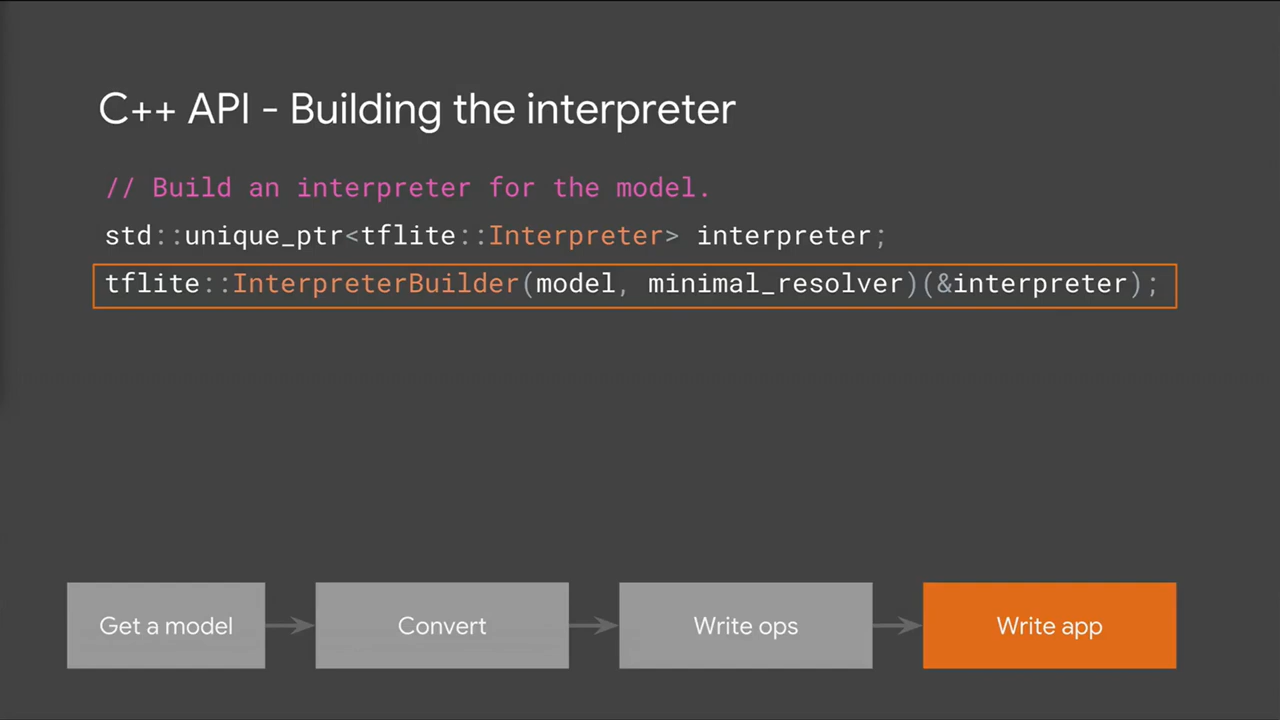 C++ API - Building the interpreter
// Build an interpreter for the model.
std::unique_ptr<tflite::Interpreter> interpreter;
tflite::InterpreterBuilder(model, minimal_resolver)(&interpreter);
Get a model
Convert
Write ops
Write app